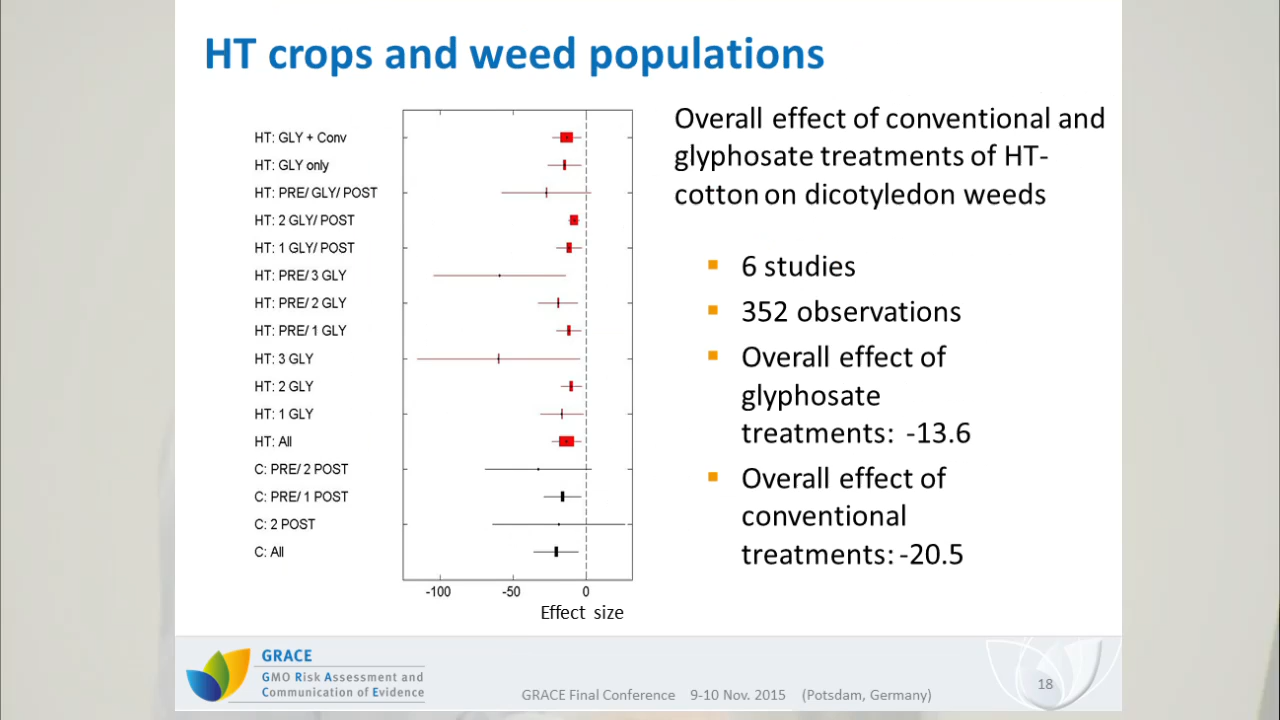 HT crops and weed populations
HT: GLY + Conv
HT: GLY only
HT: PRE/ GLY/ POST
HT: 2 GLY/ POST
HT: 1 GLY/ POST
HT: PRE/ 3 GLY
HT: PRE/ 2 GLY
HT: PRE/ 1 GLY
HT: 3 GLY
HT: 2 GLY
HT: 1 GLY
HT: All
C: PRE/ 2 POST
C: PRE/ 1 POST
C: 2 POST
C: All
-100 -50 0
Effect size
Overall effect of conventional and
glyphosate treatments of HT-
cotton on dicotyledon weeds
6 studies
352 observations
Overall effect of
glyphosate
treatments: -13.6
Overall effect of
conventional
treatments: -20.5
GRACE
GMO Risk Assessment and
Communication of Evidence
GRACE Final Conference 9-10 Nov. 2015 (Potsdam, Germany)
18